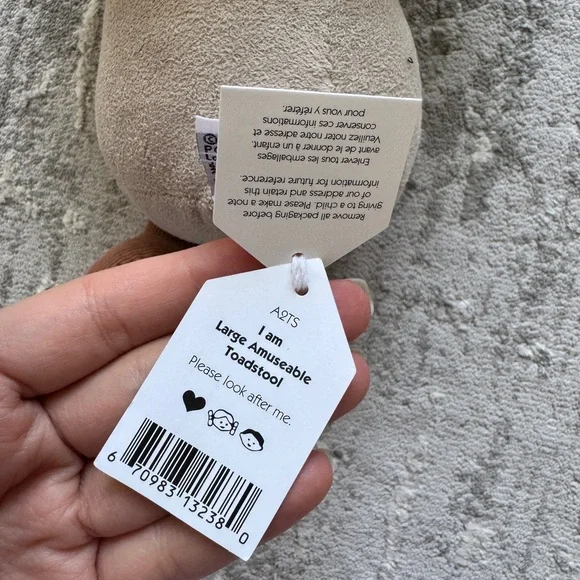 Remove all packaging before
giving to a child. Please make a note
of our address and retain this
information for future reference.
Enlever tous les emballages
avant de le donner à un enfant.
Veuillez noter notre adresse et
conserver ces informations
pour vous y référer.
A2TS
I am
Large Amuseable
Toadstool
Please look after me.
6 70983 13238 0